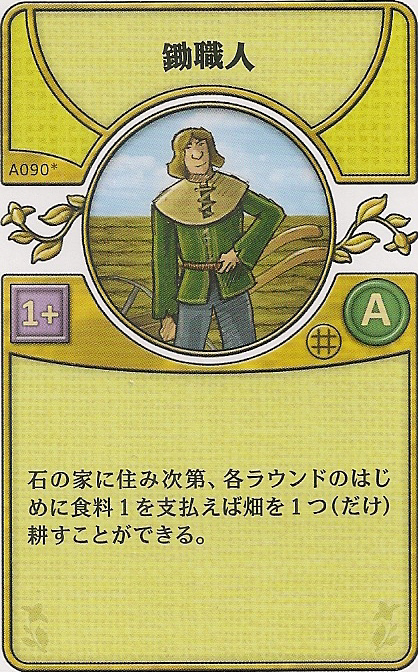 鋤職人
A090*
1+
A
石の家に住み次第、各ラウンドのはじ
めに食料1を支払えば畑を1つ(だけ)
耕すことができる。